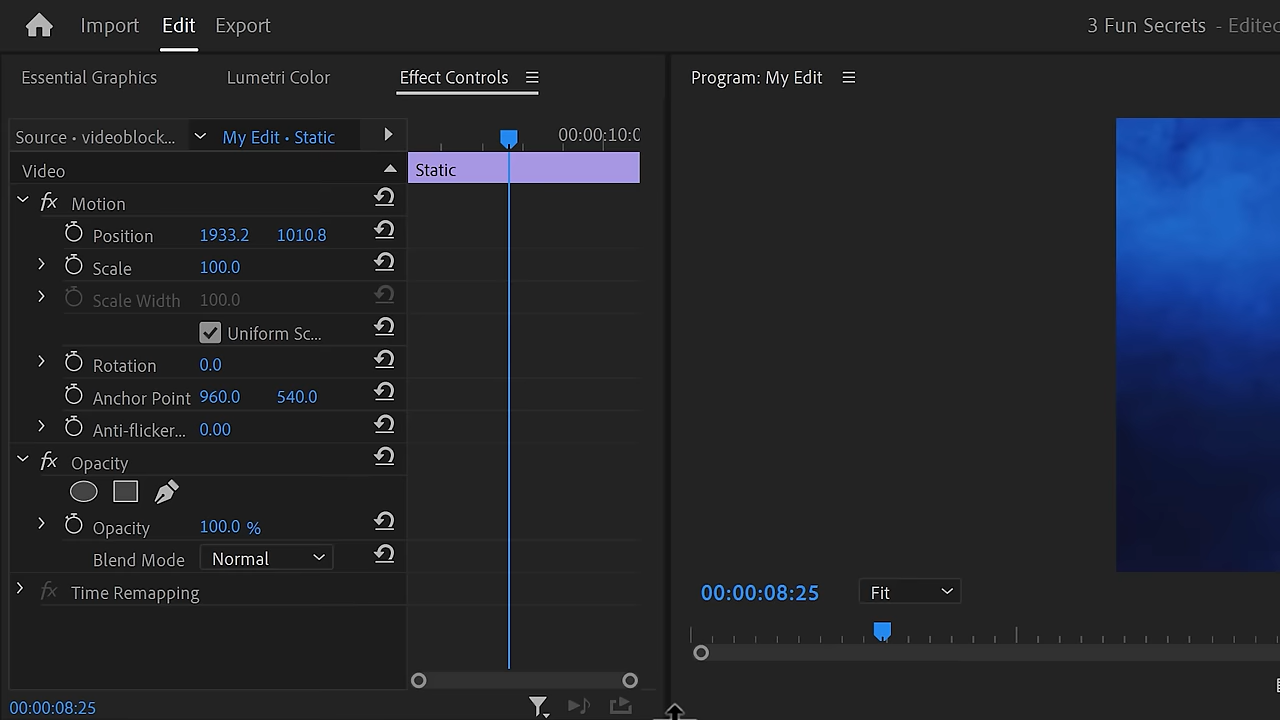 Import Edit Export 3 Fun Secrets - Edited
Essential Graphics Lumetri Color Effect Controls Program: My Edit
Source • videoblock... My Edit • Static 00:00:10:0
Video Static
fx Motion
Position 1933.2 1010.8
Scale 100.0
Scale Width 100.0
Uniform Sc...
Rotation 0.0
Anchor Point 960.0 540.0
Anti-flicker... 0.00
fx Opacity
Opacity 100.0 %
Blend Mode Normal
fx Time Remapping
00:00:08:25 Fit
00:00:08:25